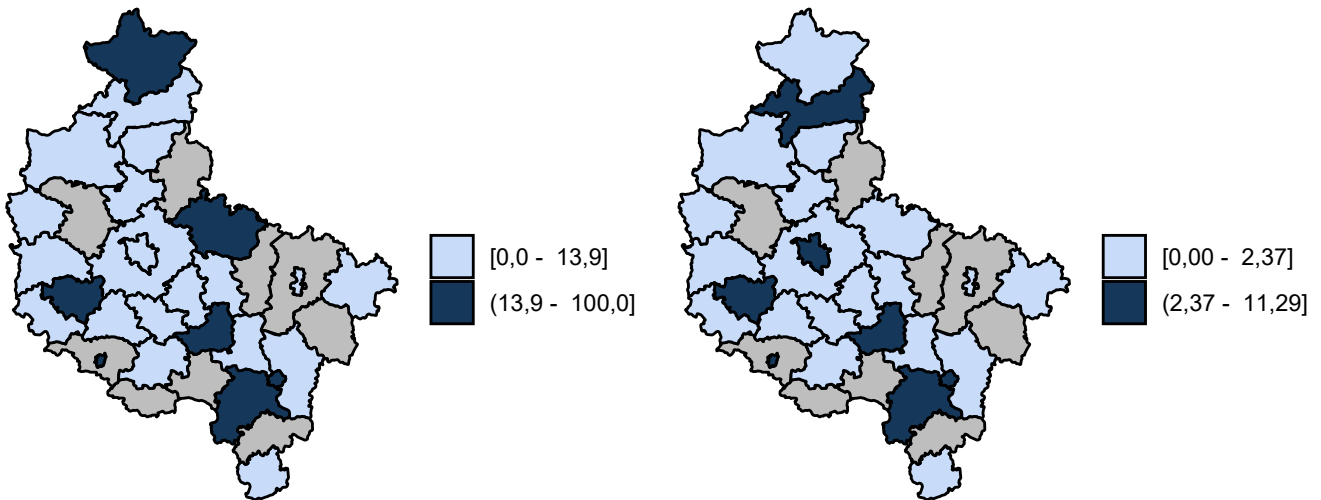 [0,0 - 13,9]
(13,9 - 100,0]
[0,00 - 2,37]
(2,37 - 11,29]